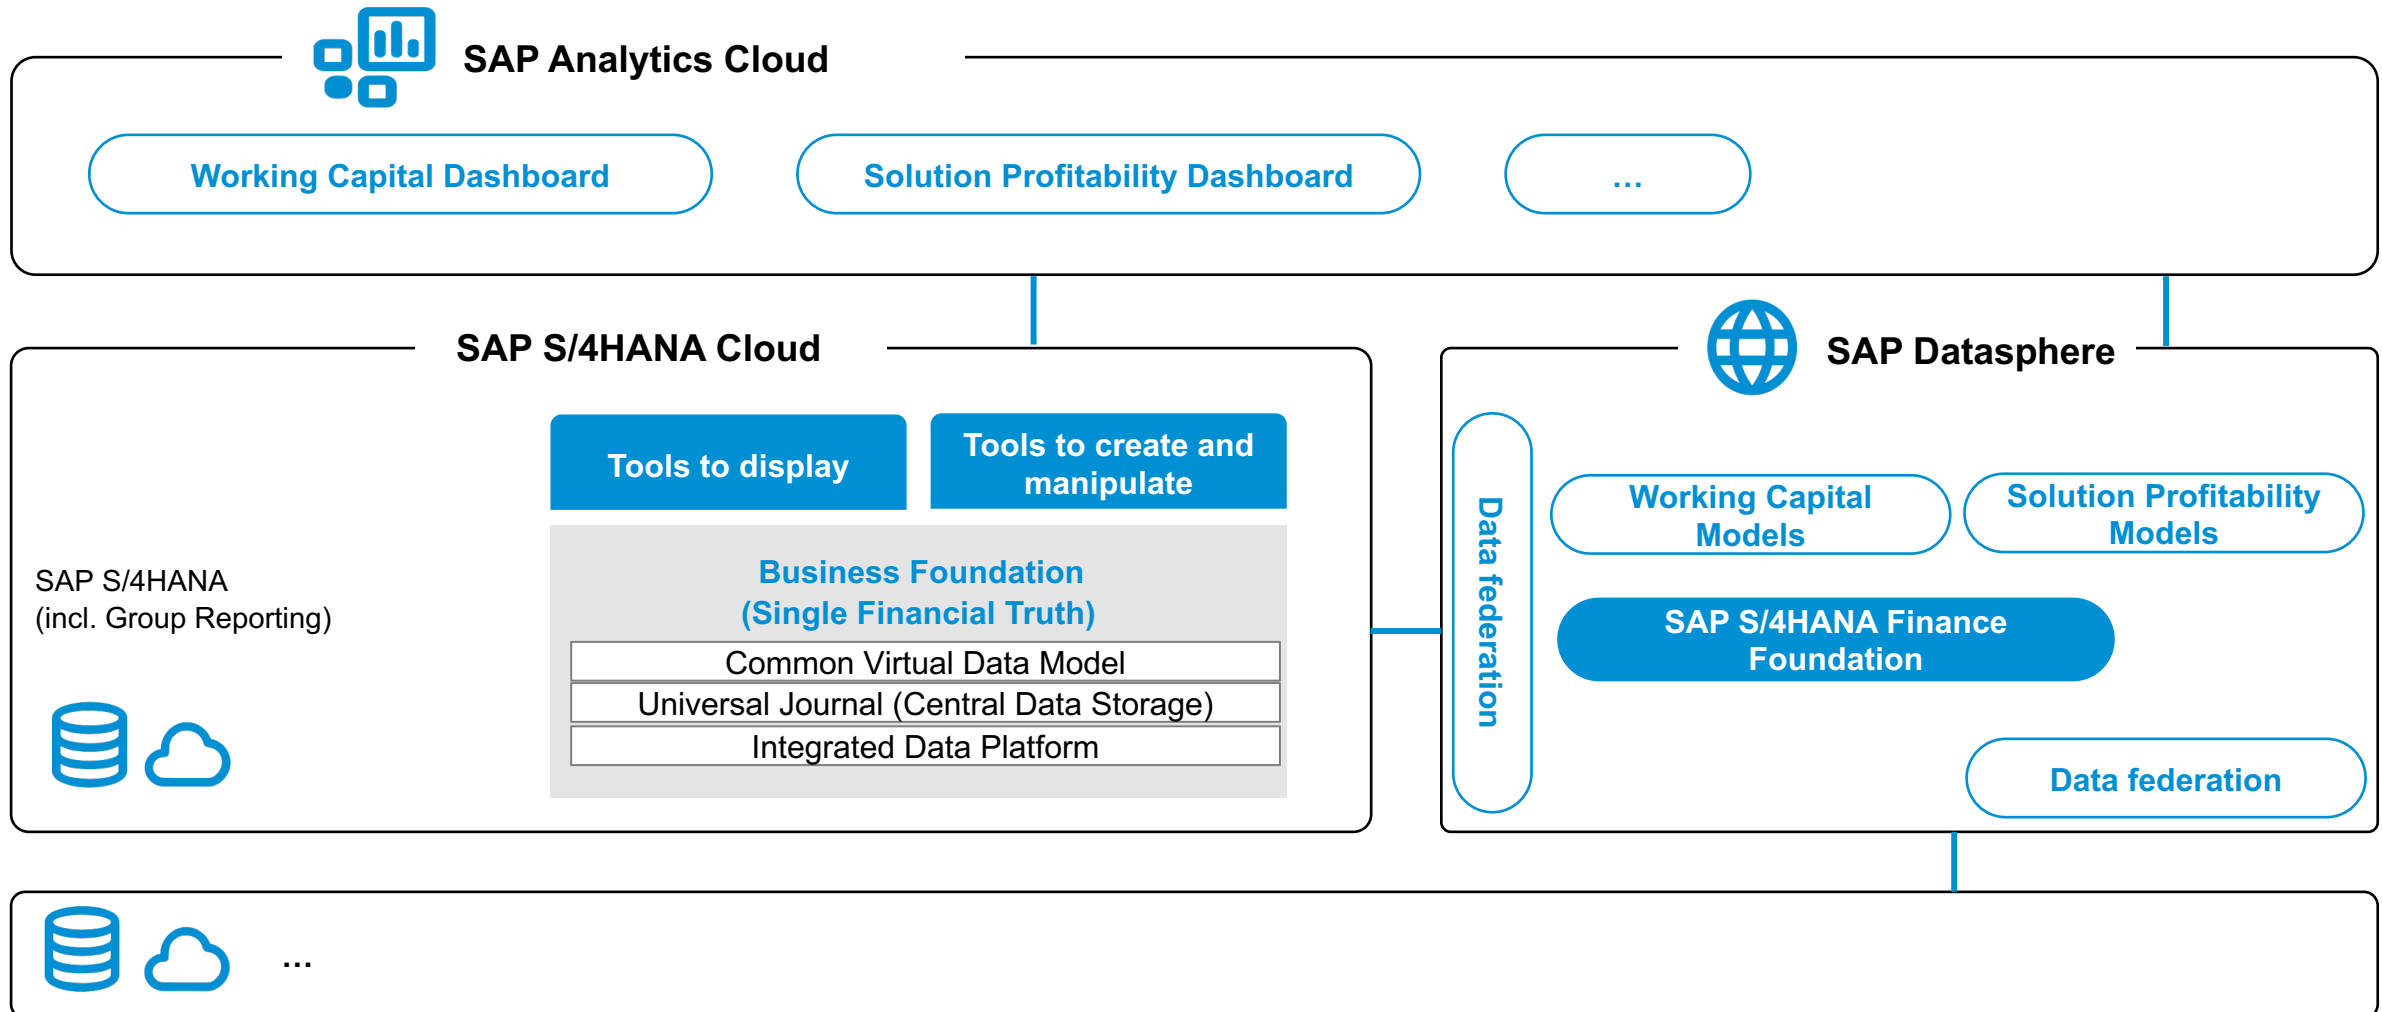 SAP Analytics Cloud
Working Capital Dashboard
Solution Profitability Dashboard
...
SAP S/4HANA Cloud
Tools to display
Tools to create and
manipulate
SAP S/4HANA
(incl. Group Reporting)
Business Foundation
(Single Financial Truth)
Common Virtual Data Model
Universal Journal (Central Data Storage)
Integrated Data Platform
SAP Datasphere
Data federation
Working Capital
Models
Solution Profitability
Models
SAP S/4HANA Finance
Foundation
Data federation
...